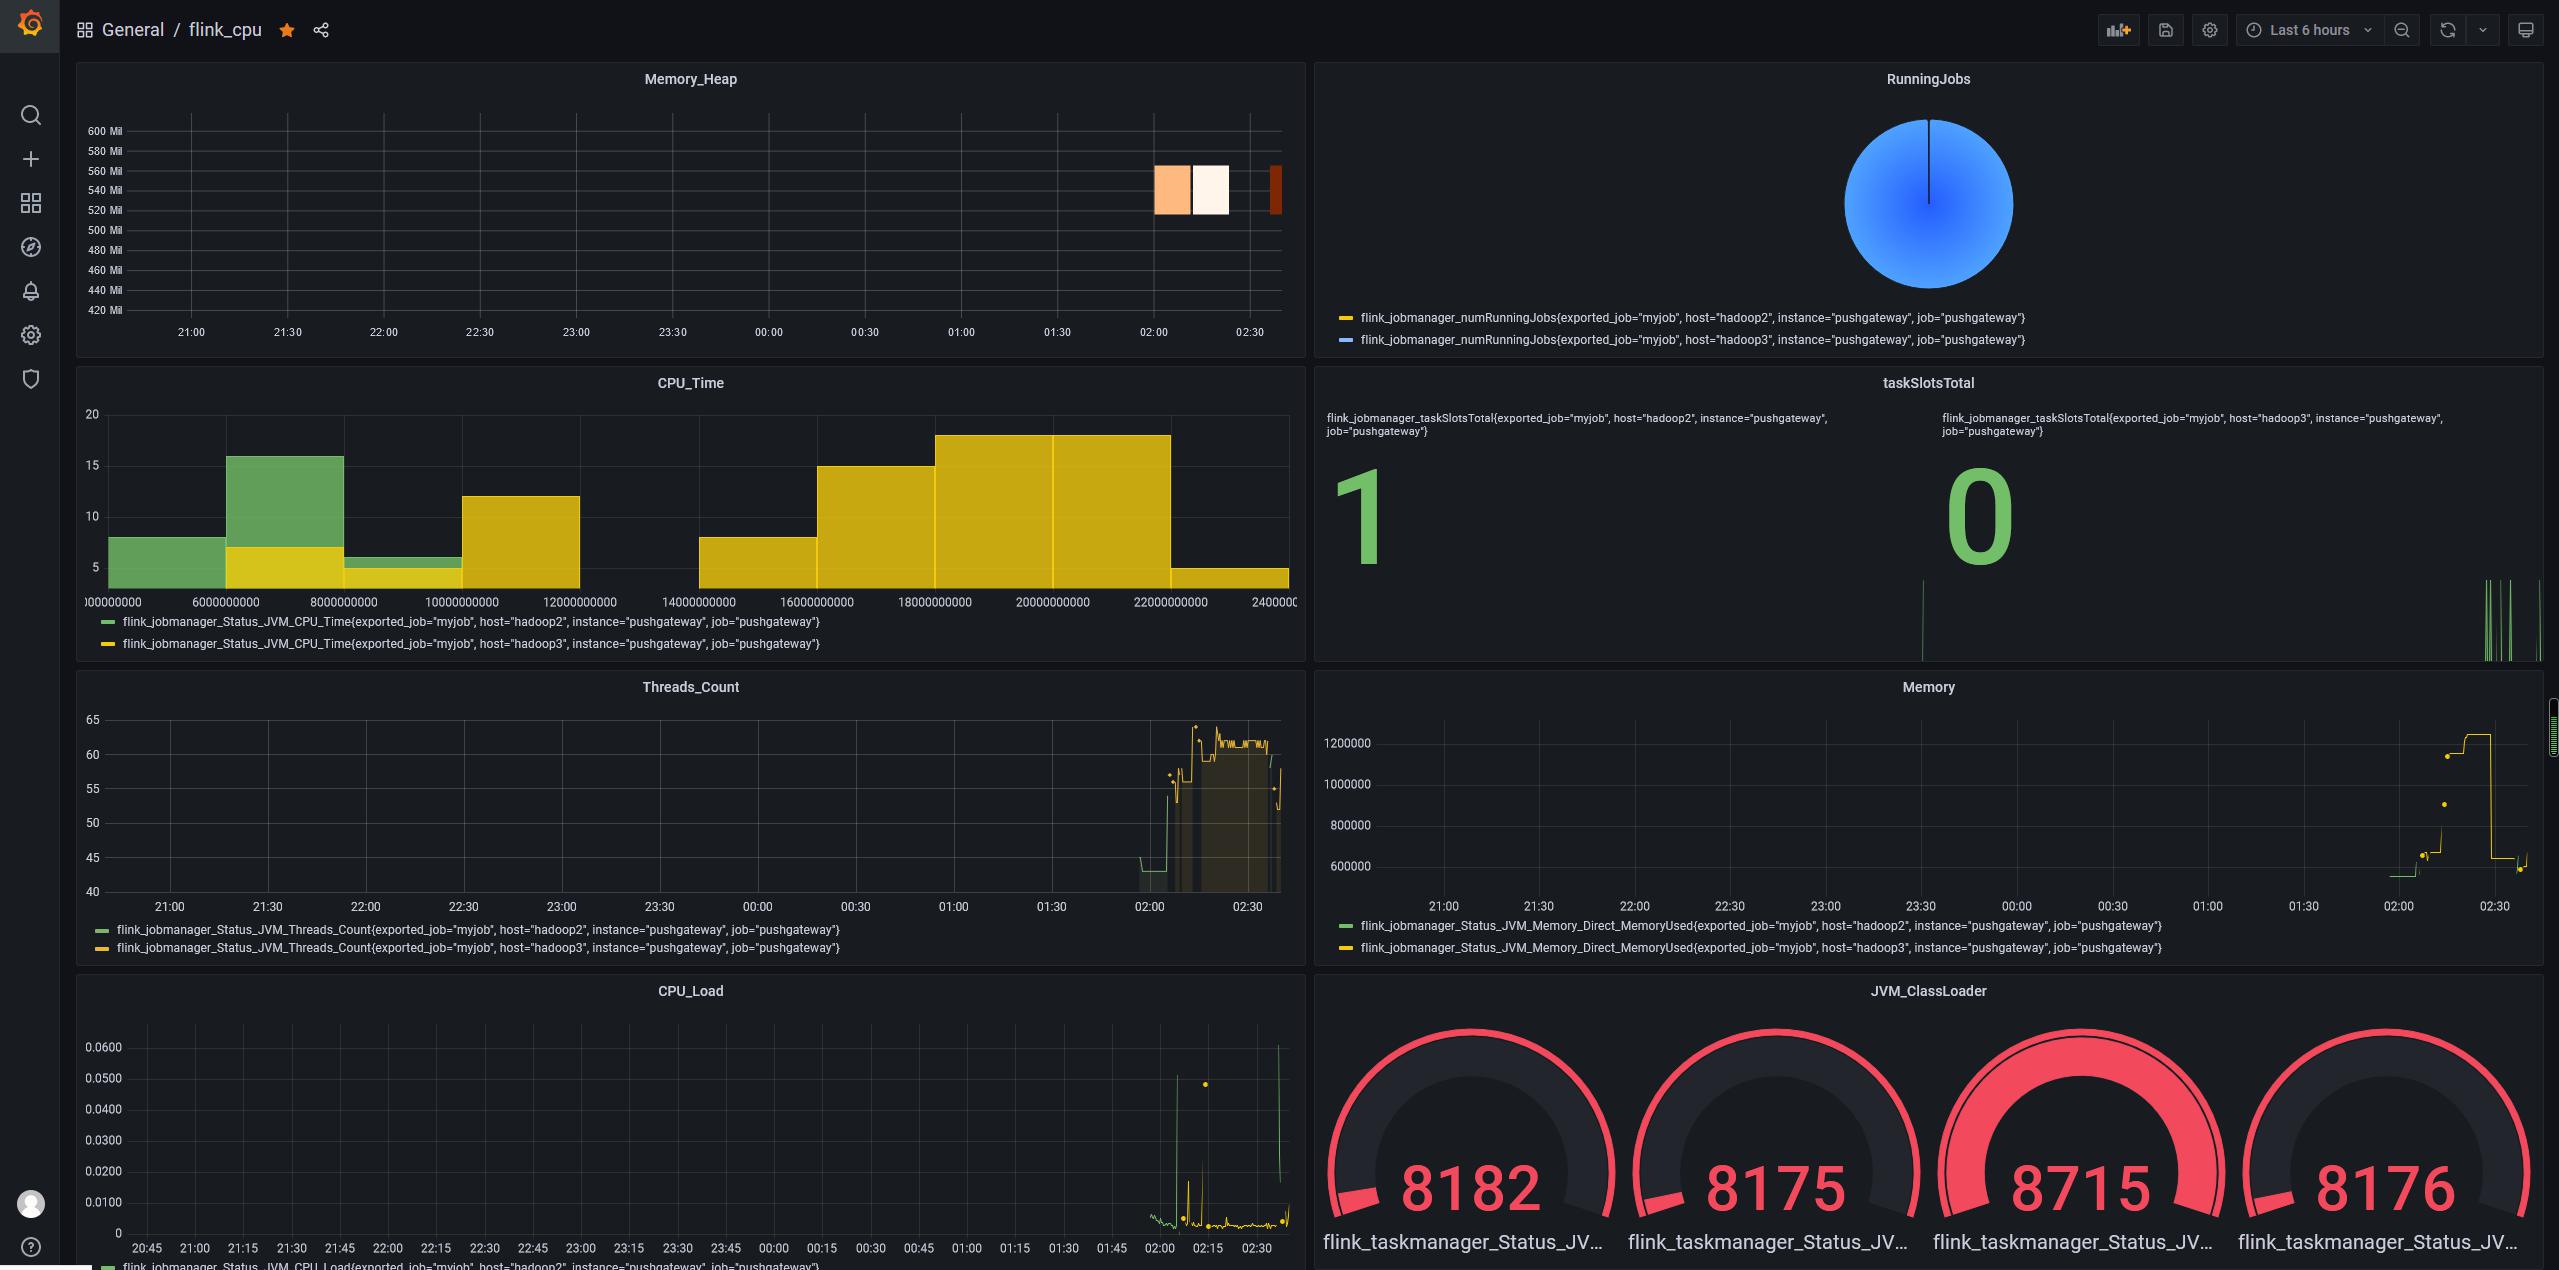 General / flink_cpu
Last 6 hours
Memory_Heap
600 Mil
580 Mil
560 Mil
540 Mil
520 Mil
500 Mil
480 Mil
460 Mil
440 Mil
420 Mil
21:00 21:30 22:00 22:30 23:00 23:30 00:00 00:30 01:00 01:30 02:00 02:30
RunningJobs
flink_jobmanager_numRunningJobs{exported_job="myjob", host="hadoop2", instance="pushgateway", job="pushgateway"}
flink_jobmanager_numRunningJobs{exported_job="myjob", host="hadoop3", instance="pushgateway", job="pushgateway"}
CPU_Time
20
15
10
5
000000000 6000000000 8000000000 10000000000 12000000000 14000000000 16000000000 18000000000 20000000000 22000000000 2400000
flink_jobmanager_Status_JVM_CPU_Time{exported_job="myjob", host="hadoop2", instance="pushgateway", job="pushgateway"}
flink_jobmanager_Status_JVM_CPU_Time{exported_job="myjob", host="hadoop3", instance="pushgateway", job="pushgateway"}
taskSlotsTotal
flink_jobmanager_taskSlotsTotal{exported_job="myjob", host="hadoop2", instance="pushgateway",
job="pushgateway"}
1
flink_jobmanager_taskSlotsTotal{exported_job="myjob", host="hadoop3", instance="pushgateway",
job="pushgateway"}
0
Threads_Count
65
60
55
50
45
40
21:00 21:30 22:00 22:30 23:00 23:30 00:00 00:30 01:00 01:30 02:00 02:30
flink_jobmanager_Status_JVM_Threads_Count{exported_job="myjob", host="hadoop2", instance="pushgateway", job="pushgateway"}
flink_jobmanager_Status_JVM_Threads_Count{exported_job="myjob", host="hadoop3", instance="pushgateway", job="pushgateway"}
Memory
1200000
1000000
800000
600000
21:00 21:30 22:00 22:30 23:00 23:30 00:00 00:30 01:00 01:30 02:00 02:30
flink_jobmanager_Status_JVM_Memory_Direct_MemoryUsed{exported_job="myjob", host="hadoop2", instance="pushgateway", job="pushgateway"}
flink_jobmanager_Status_JVM_Memory_Direct_MemoryUsed{exported_job="myjob", host="hadoop3", instance="pushgateway", job="pushgateway"}
CPU_Load
0.0600
0.0500
0.0400
0.0300
0.0200
0.0100
0
20:45 21:00 21:15 21:30 21:45 22:00 22:15 22:30 22:45 23:00 23:15 23:30 23:45 00:00 00:15 00:30 00:45 01:00 01:15 01:30 01:45 02:00 02:15 02:30
flink_jobmanager_Status_JVM_CPU_Load{exported_job="myjob", host="hadoop2", instance="pushgateway", job="pushgateway"}
JVM_ClassLoader
8182 8175 8715 8176
flink_taskmanager_Status_JV... flink_taskmanager_Status_JV... flink_taskmanager_Status_JV... flink_taskmanager_Status_JV...